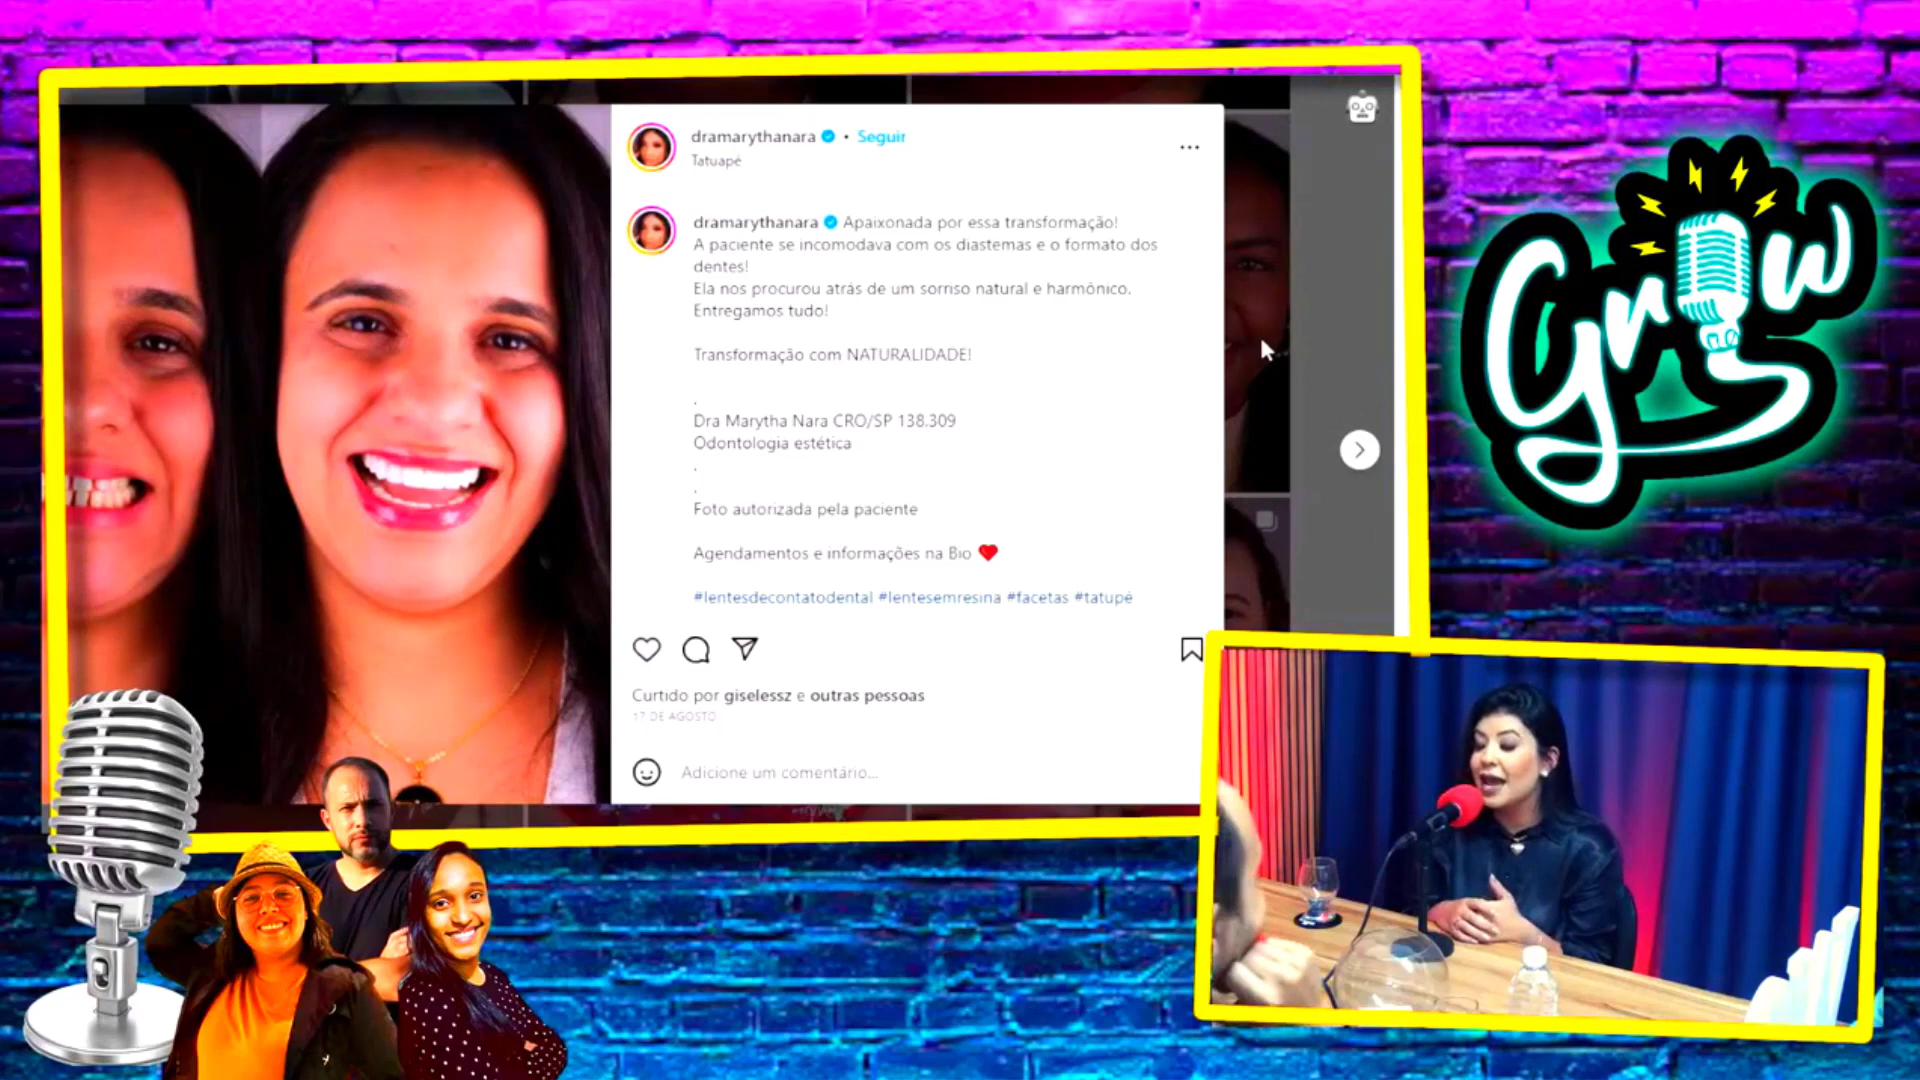 dramarythanara • Seguir
Tatuapé
dramarythanara Apaixonada por essa transformação!
A paciente se incomodava com os diastemas e o formato dos
dentes!
Ela nos procurou atrás de um sorriso natural e harmônico.
Entregamos tudo!
Transformação com NATURALIDADE!
.
Dra Marytha Nara CRO/SP 138.309
Odontologia estética
.
.
Foto autorizada pela paciente
Agendamentos e informações na Bio ❤
#lentesdecontatodental #lentesemresina #facetas #tatupé
Curtido por giselessz e outras pessoas
17 DE AGOSTO
Adicione um comentário...
Grow